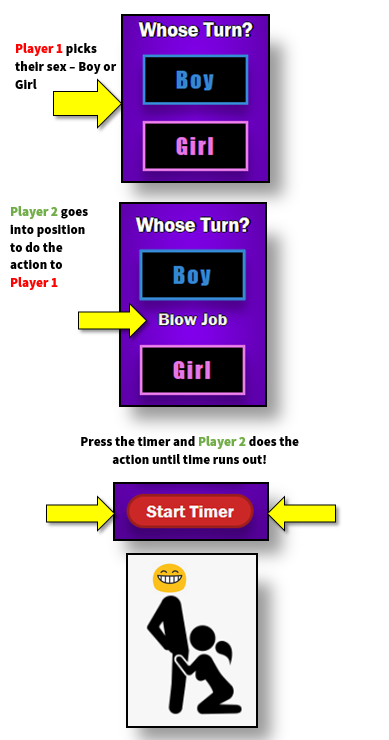 Whose Turn?
Player 1 picks
their sex – Boy or
Girl
Boy
Girl
Player 2 goes
into position
to do the
action to
Player 1
Whose Turn?
Boy
Blow Job
Girl
Press the timer and Player 2 does the
action until time runs out!
Start Timer